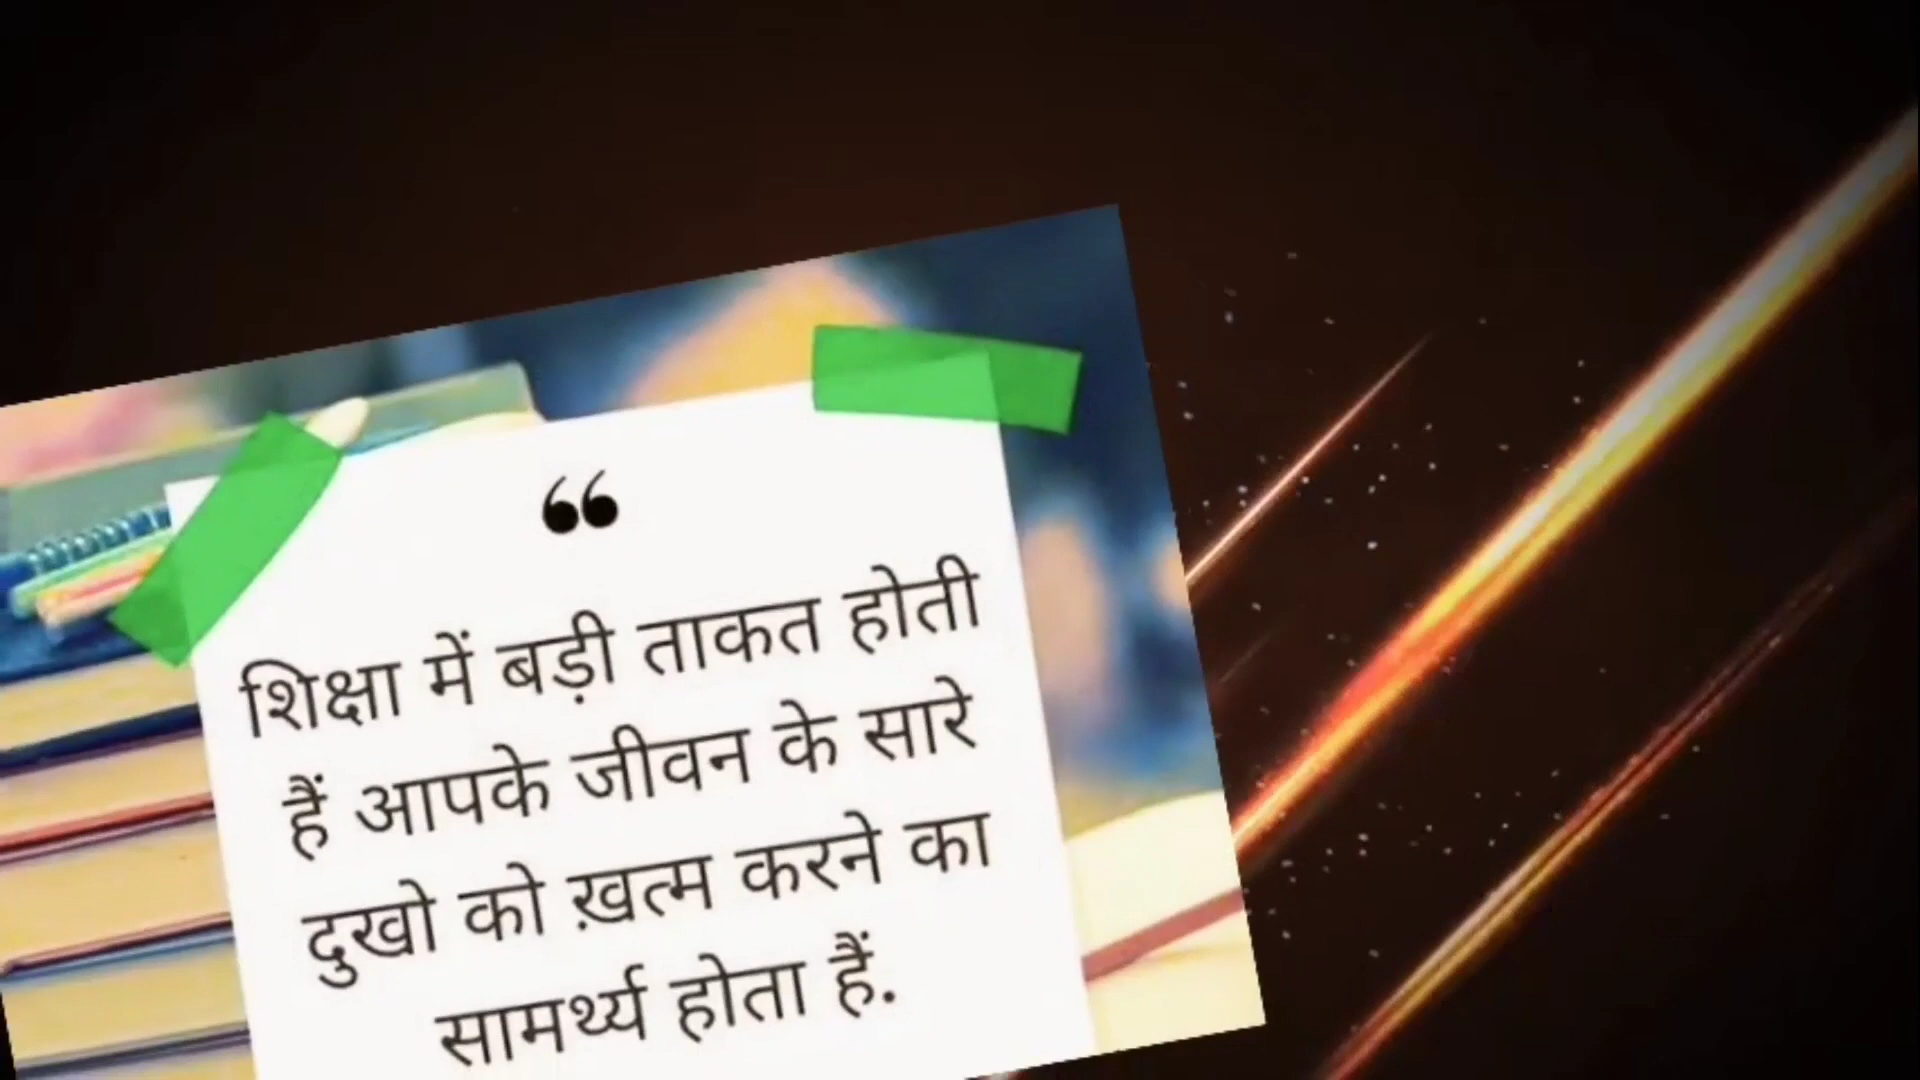 ❝
शिक्षा में बड़ी ताकत होती
हैं आपके जीवन के सारे
दुखो को ख़त्म करने का
सामर्थ्य होता हैं.